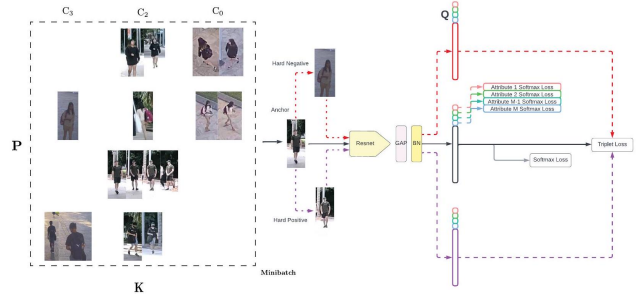 C3 C2 C0
Q
P
Hard Negative
Anchor
Hard Positive
Resnet
GAP
BN
Attribute 1 Softmax Loss
Attribute 2 Softmax Loss
Attribute M-1 Softmax Loss
Attribute M Softmax Loss
Triplet Loss
Softmax Loss
Minibatch
K